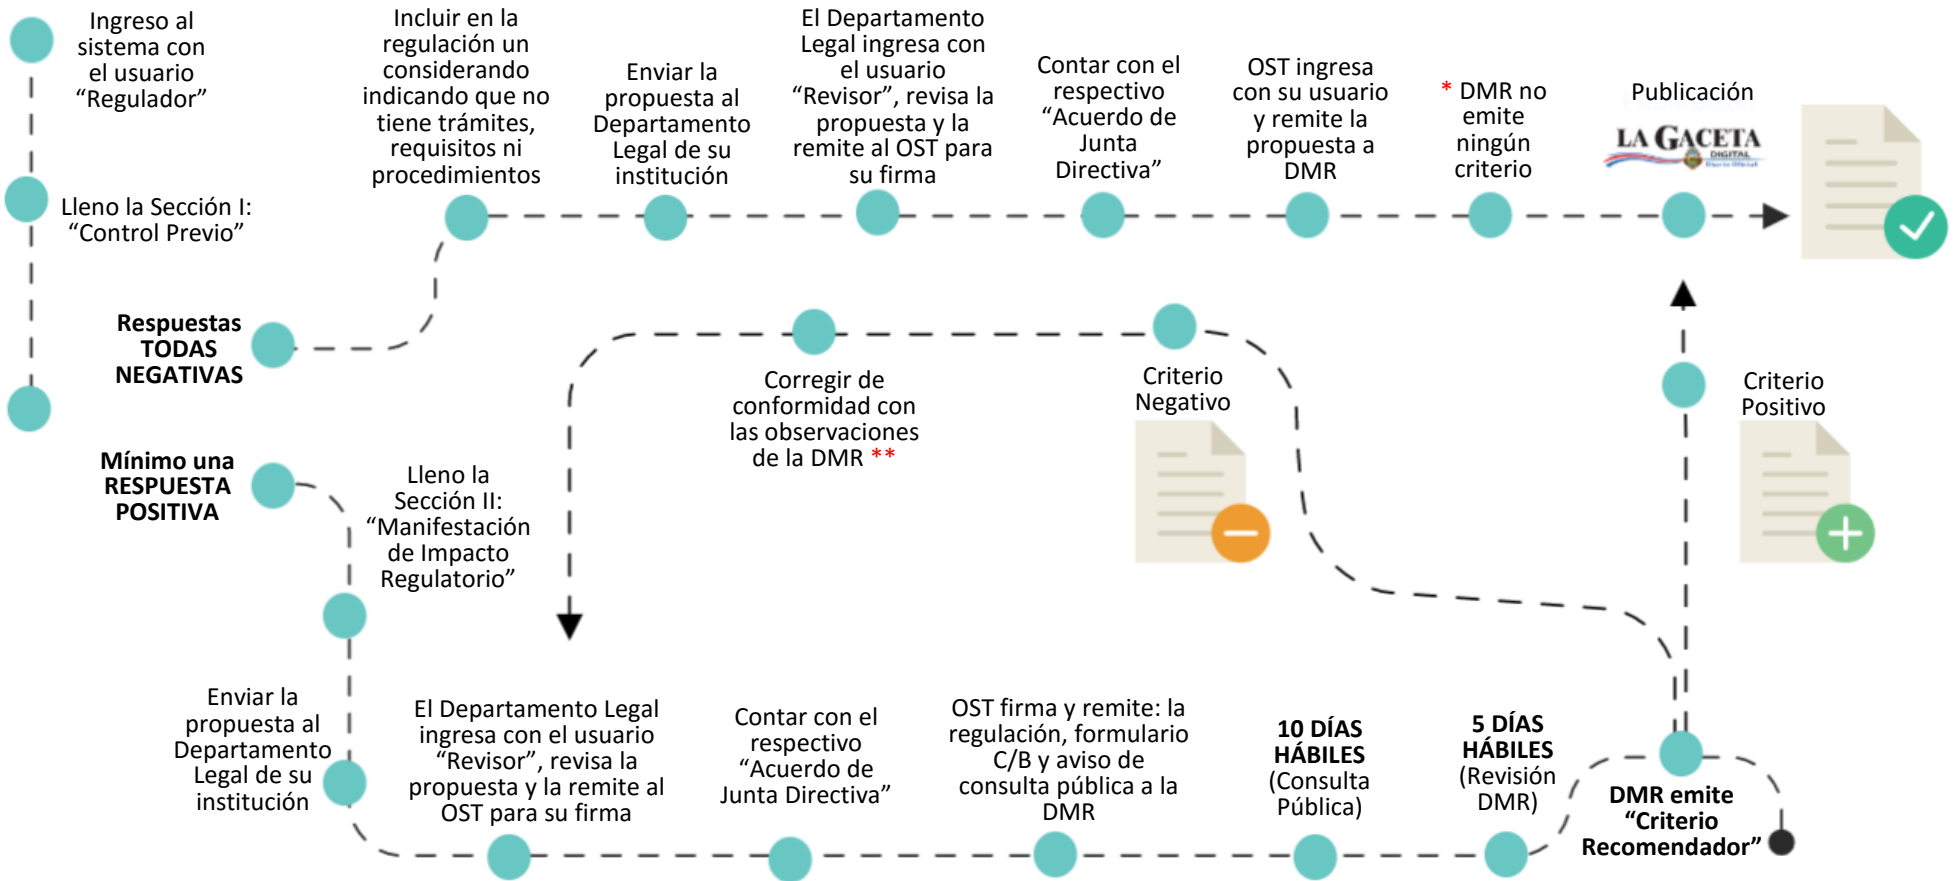 Ingreso al
sistema con
el usuario
“Regulador”
Lleno la Sección I:
“Control Previo”
Respuestas
TODAS
NEGATIVAS
Incluir en la
regulación un
considerando
indicando que no
tiene trámites,
requisitos ni
procedimientos
Enviar la
propuesta al
Departamento
Legal de su
institución
El Departamento
Legal ingresa con
el usuario
“Revisor”, revisa la
propuesta y la
remite al OST para
su firma
Contar con el
respectivo
“Acuerdo de
Junta
Directiva”
OST ingresa
con su usuario
y remite la
propuesta a
DMR
* DMR no
emite
ningún
criterio
Publicación
LA GACETA
DIGITAL
Diario Oficial
Mínimo una
RESPUESTA
POSITIVA
Lleno la
Sección II:
“Manifestación
de Impacto
Regulatorio”
Enviar la
propuesta al
Departamento
Legal de su
institución
El Departamento Legal
ingresa con el usuario
“Revisor”, revisa la
propuesta y la remite al
OST para su firma
Contar con el
respectivo
“Acuerdo de
Junta Directiva”
OST firma y remite: la
regulación, formulario
C/B y aviso de
consulta pública a la
DMR
10 DÍAS
HÁBILES
(Consulta
Pública)
5 DÍAS
HÁBILES
(Revisión
DMR)
DMR emite
“Criterio
Recomendador”
Criterio
Negativo
Corregir de
conformidad con
las observaciones
de la DMR **
Criterio
Positivo